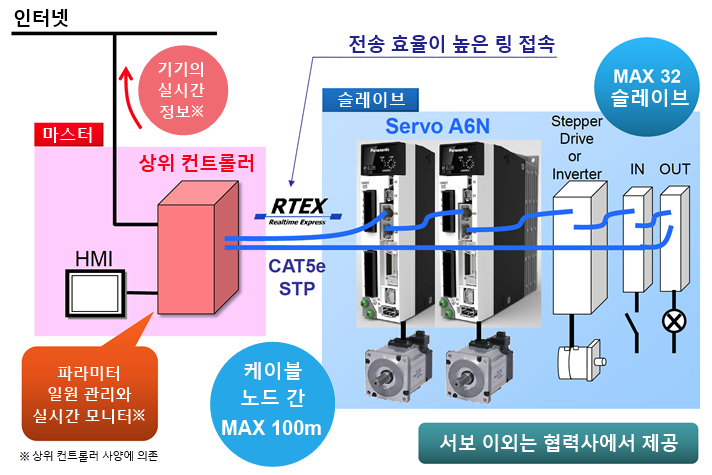 인터넷
전송 효율이 높은 링 접속
기기의
실시간
정보※
MAX 32
슬레이브
슬레이브
마스터
Servo A6N
Stepper
Drive
or
Inverter
상위 컨트롤러
IN
OUT
Panasonic
Panasonic
RTEX
Realtime Express
HMI
CAT5e
STP
파라미터
일원 관리와
실시간 모니터※
케이블
노드 간
MAX 100m
서보 이외는 협력사에서 제공
※ 상위 컨트롤러 사양에 의존